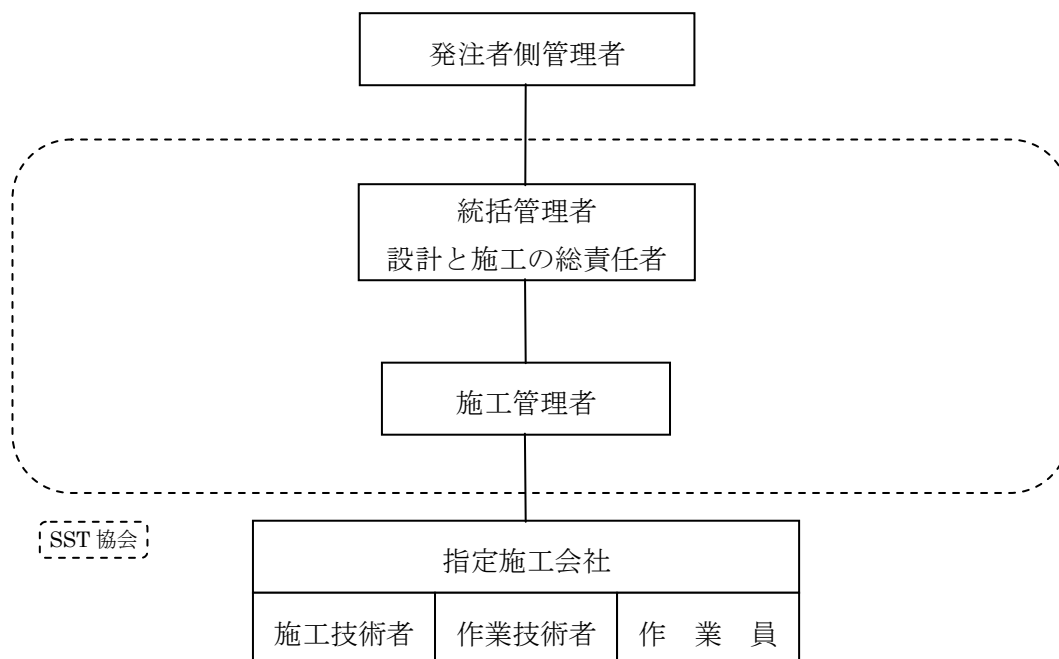 発注者側管理者
統括管理者
設計と施工の総責任者
施工管理者
SST 協会
指定施工会社
施工技術者
作業技術者
作 業 員